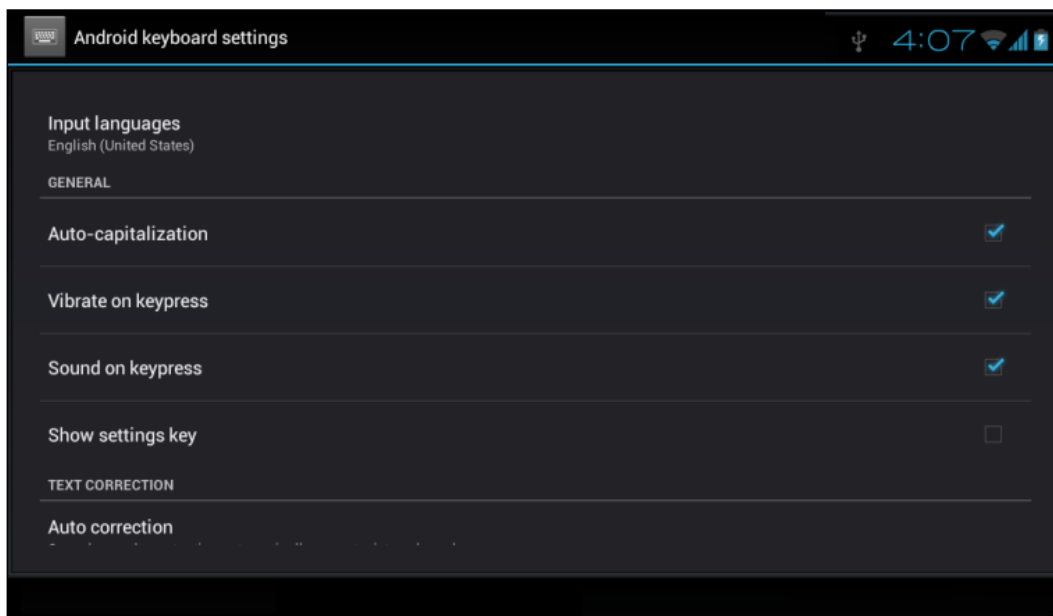 Android keyboard settings
4:07
Input languages
English (United States)
GENERAL
Auto-capitalization
Vibrate on keypress
Sound on keypress
Show settings key
TEXT CORRECTION
Auto correction